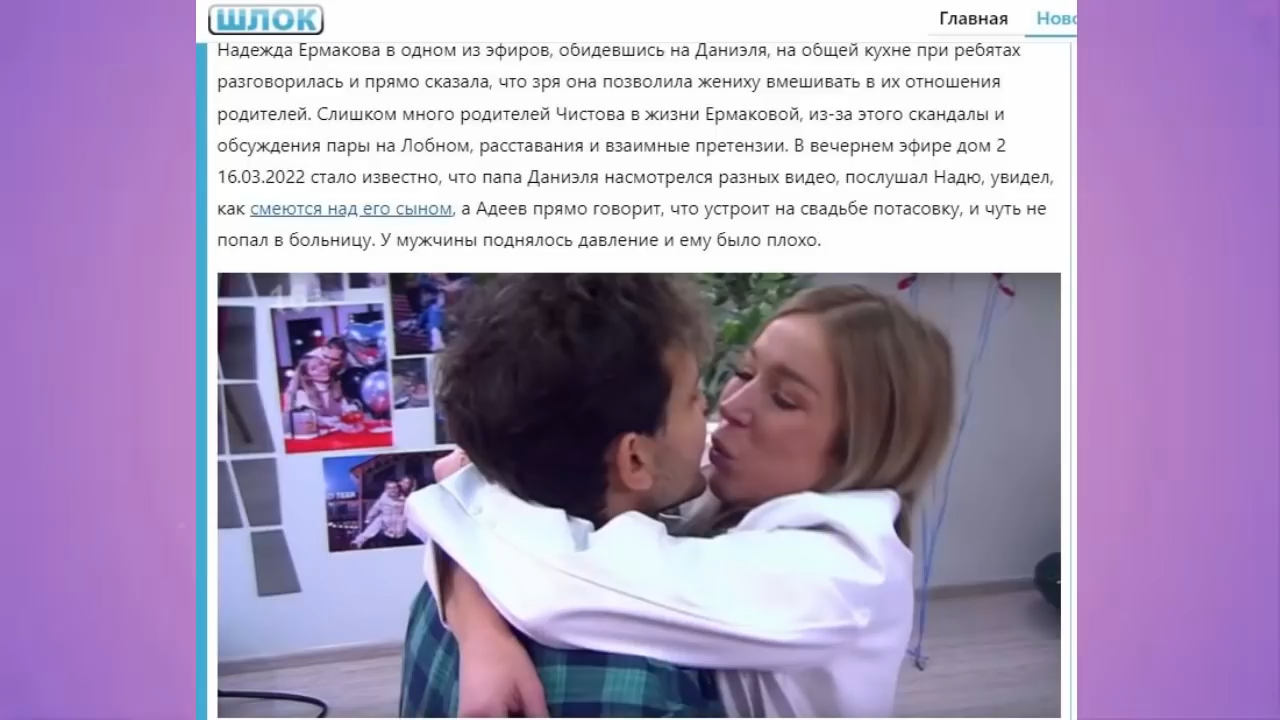 ШЛОК
Главная
Ново
Надежда Ермакова в одном из эфиров, обидевшись на Даниэля, на общей кухне при ребятах
разговорилась и прямо сказала, что зря она позволила жениху вмешивать в их отношения
родителей. Слишком много родителей Чистова в жизни Ермаковой, из-за этого скандалы и
обсуждения пары на Лобном, расставания и взаимные претензии. В вечернем эфире дом 2
16.03.2022 стало известно, что папа Даниэля насмотрелся разных видео, послушал Надю, увидел,
как смеются над его сыном, а Адеев прямо говорит, что устроит на свадьбе потасовку, и чуть не
попал в больницу. У мужчины поднялось давление и ему было плохо.